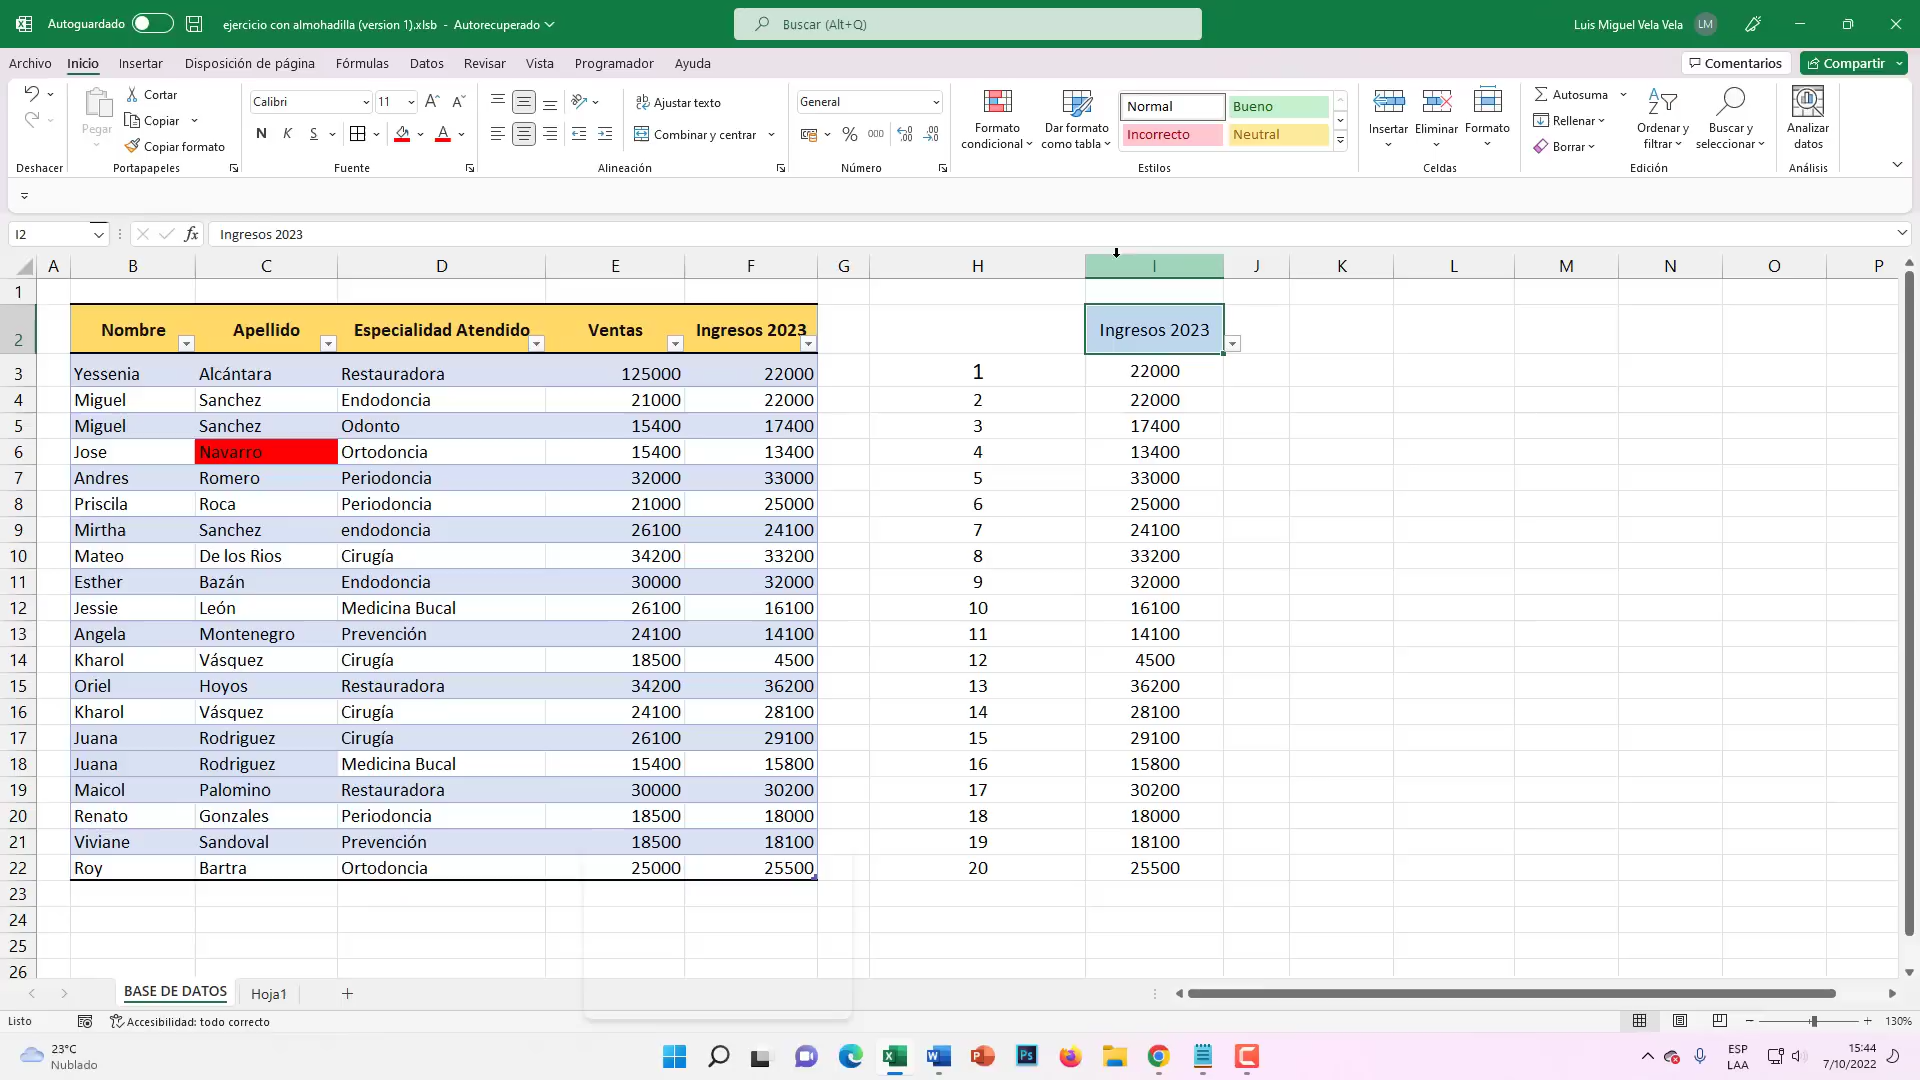 Autoguardado
ejercicio con almohadilla (version 1).xlsb - Autorecuperado
Buscar (Alt+Q)
Luis Miguel Vela Vela LM
Archivo Inicio Insertar Disposición de página Fórmulas Datos Revisar Vista Programador Ayuda
Comentarios Compartir
Pegar
Cortar
Copiar
Copiar formato
Calibri 11
N K S
Ajustar texto
Combinar y centrar
General
% 000
Formato condicional
Dar formato como tabla
Normal Bueno
Incorrecto Neutral
Insertar Eliminar Formato
Autosuma
Rellenar
Borrar
Ordenar y filtrar
Buscar y seleccionar
Analizar datos
Deshacer Portapapeles Fuente Alineación Número Estilos Celdas Edición Análisis
I2 fx Ingresos 2023
A B C D E F G H I J K L M N O P
1
2 Nombre Apellido Especialidad Atendido Ventas Ingresos 2023 Ingresos 2023
3 Yessenia Alcántara Restauradora 125000 22000 1 22000
4 Miguel Sanchez Endodoncia 21000 22000 2 22000
5 Miguel Sanchez Odonto 15400 17400 3 17400
6 Jose Navarro Ortodoncia 15400 13400 4 13400
7 Andres Romero Periodoncia 32000 33000 5 33000
8 Priscila Roca Periodoncia 21000 25000 6 25000
9 Mirtha Sanchez endodoncia 26100 24100 7 24100
10 Mateo De los Rios Cirugía 34200 33200 8 33200
11 Esther Bazán Endodoncia 30000 32000 9 32000
12 Jessie León Medicina Bucal 26100 16100 10 16100
13 Angela Montenegro Prevención 24100 14100 11 14100
14 Kharol Vásquez Cirugía 18500 4500 12 4500
15 Oriel Hoyos Restauradora 34200 36200 13 36200
16 Kharol Vásquez Cirugía 24100 28100 14 28100
17 Juana Rodriguez Cirugía 26100 29100 15 29100
18 Juana Rodriguez Medicina Bucal 15400 15800 16 15800
19 Maicol Palomino Restauradora 30000 30200 17 30200
20 Renato Gonzales Periodoncia 18500 18000 18 18000
21 Viviane Sandoval Prevención 18500 18100 19 18100
22 Roy Bartra Ortodoncia 25000 25500 20 25500
23
24
25
26
BASE DE DATOS Hoja1
Listo Accesibilidad: todo correcto 130%
23°C
Nublado
ESP
LAA
15:44
7/10/2022